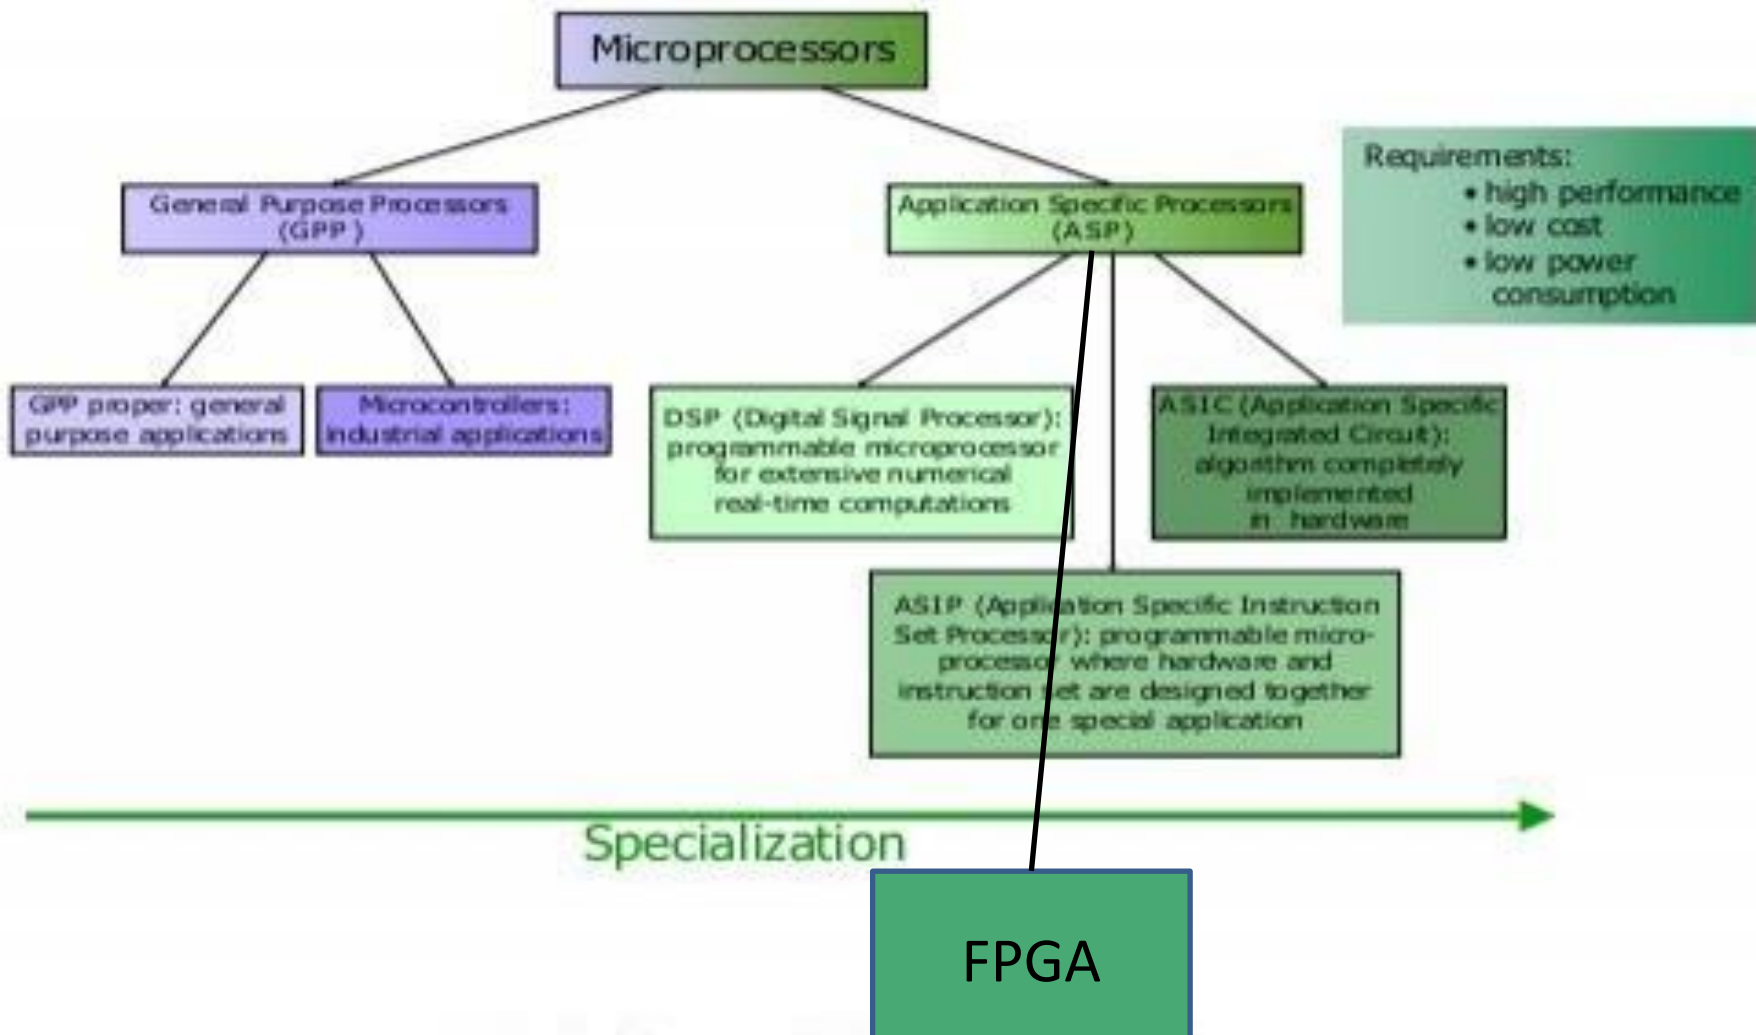 Microprocessors
General Purpose Processors
(GPP)
Application Specific Processors
(ASP)
Requirements:
• high performance
• low cost
• low power
consumption
GPP proper: general
purpose applications
Microcontrollers:
industrial applications
DSP (Digital Signal Processor):
programmable microprocessor
for extensive numerical
real-time computations
ASIC (Application Specific
Integrated Circuit):
algorithm completely
implemented
in hardware
ASIP (Application Specific Instruction
Set Processor): programmable micro-
processor where hardware and
instruction set are designed together
for one special application
Specialization
FPGA